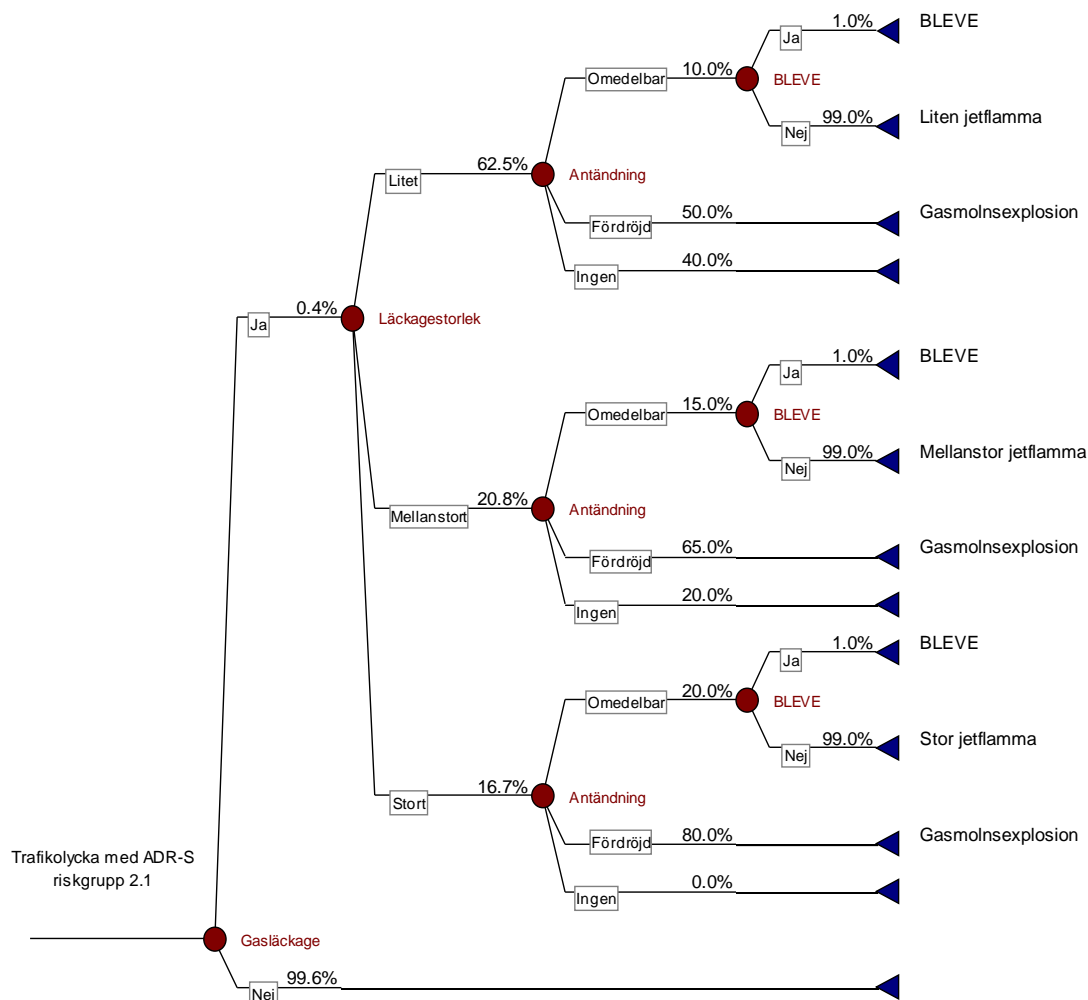 1.0%
BLEVE
Ja
Omedelbar
10.0%
BLEVE
99.0%
Liten jetflamma
Nej
62.5%
Litet
Antändning
50.0%
Gasmolnsexplosion
Fördröjd
40.0%
Ingen
0.4%
Ja
Läckagestorlek
1.0%
BLEVE
Ja
Omedelbar
15.0%
BLEVE
99.0%
Mellanstor jetflamma
Nej
20.8%
Mellanstort
Antändning
65.0%
Gasmolnsexplosion
Fördröjd
20.0%
Ingen
1.0%
BLEVE
Ja
Omedelbar
20.0%
BLEVE
99.0%
Stor jetflamma
Nej
16.7%
Stort
Antändning
80.0%
Gasmolnsexplosion
Fördröjd
0.0%
Ingen
Trafikolycka med ADR-S
riskgrupp 2.1
Gasläckage
99.6%
Nej